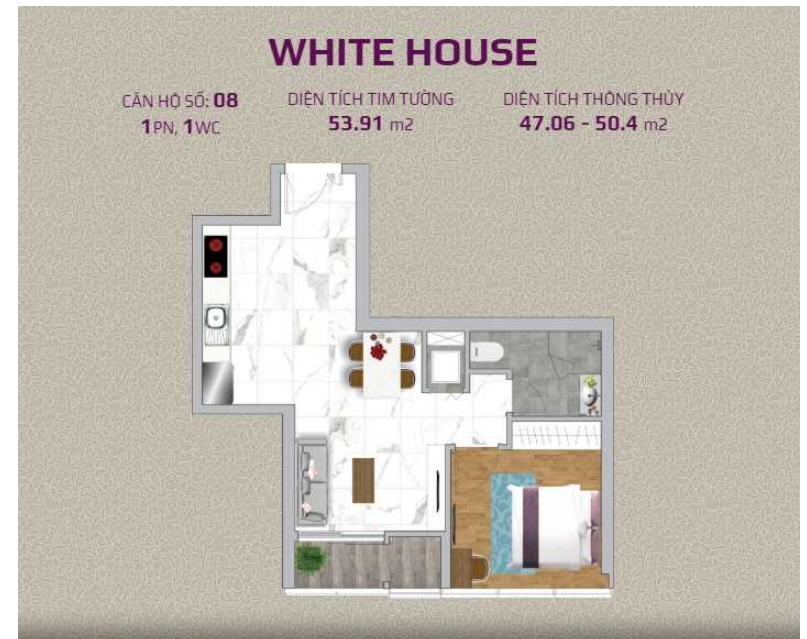 WHITE HOUSE
CĂN HỘ SỐ: 08
1PN, 1WC
DIỆN TÍCH TIM TƯỜNG
53.91 m2
DIỆN TÍCH THÔNG THỦY
47.06 - 50.4 m2